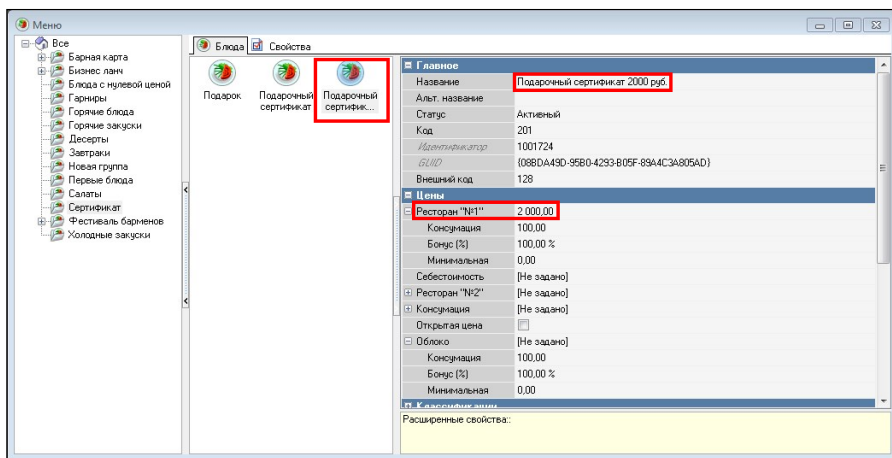 Меню
Все
Барная карта
Бизнес ланч
Блюда с нулевой ценой
Гарниры
Горячие блюда
Горячие закуски
Десерты
Завтраки
Новая группа
Первые блюда
Салаты
Сертификат
Фестиваль барменов
Холодные закуски
Блюда Свойства
Подарок
Подарочный
сертификат
Подарочный
сертифик...
Главное
Название Подарочный сертификат 2000 руб.
Альт. название
Статус Активный
Код 201
Идентификатор 1001724
GUID {08BDA49D-95B0-4293-B05F-89A4C3A805AD}
Внешний код 128
Цены
Ресторан "№1" 2 000,00
Консумация 100,00
Бонус (%) 100,00 %
Минимальная 0,00
Себестоимость [Не задано]
Ресторан "№2" [Не задано]
Консумация [Не задано]
Открытая цена
Облоко [Не задано]
Консумация 100,00
Бонус (%) 100,00 %
Минимальная 0,00
Классификации
Расширенные свойства::